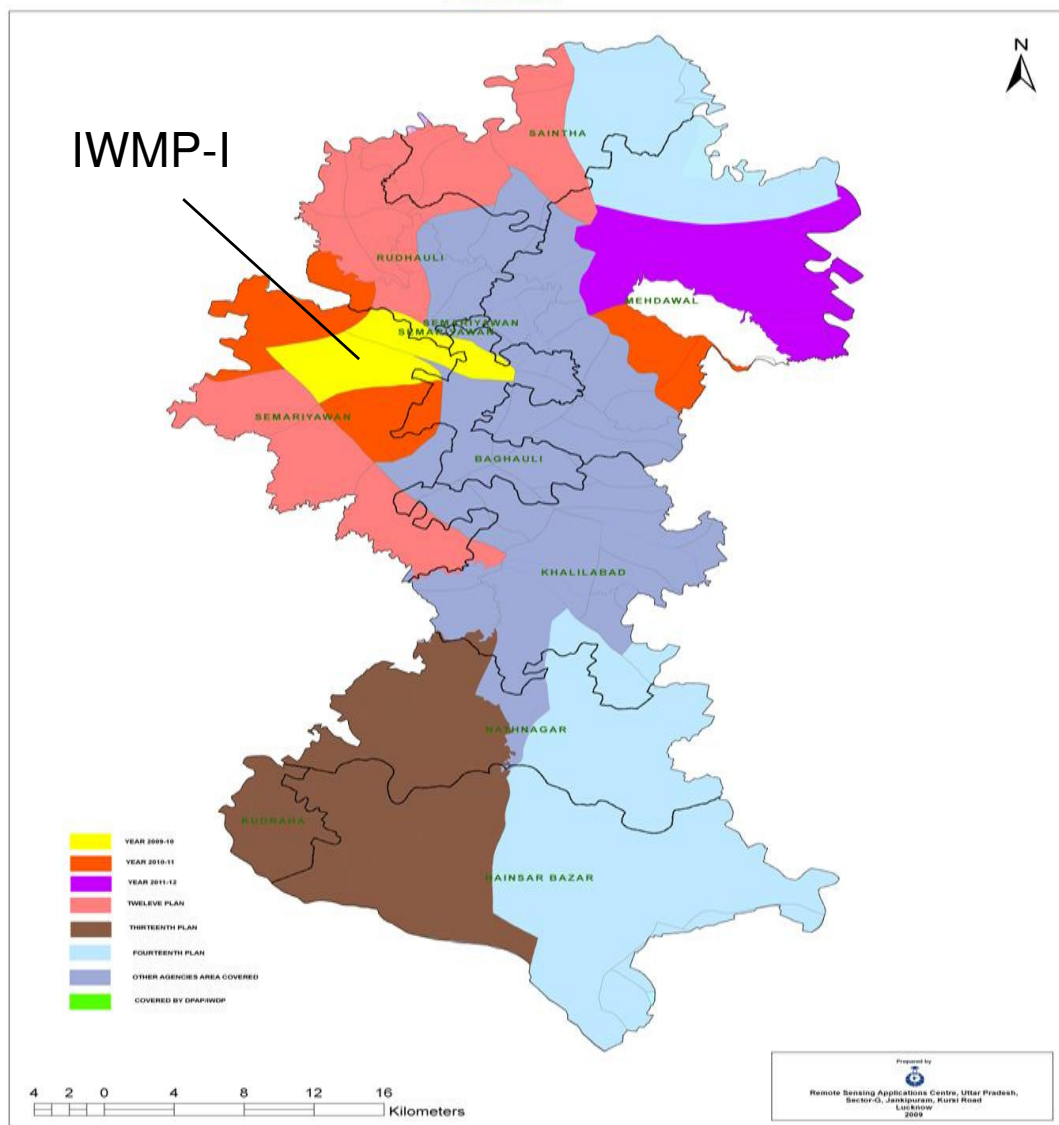 N
IWMP-I
SAINTHA
RUDHAULI
MEHDAWAL
SEMARIYAWAN
SEMARIYAWAN
SEMARIYAWAN
BAGHAULI
KHALILABAD
NATHNAGAR
KUDRAHA
HAINSAR BAZAR
YEAR 2009-10
YEAR 2010-11
YEAR 2011-12
TWELEVE PLAN
THIRTEENTH PLAN
FOURTEENTH PLAN
OTHER AGENCIES AREA COVERED
COVERED BY DPAP/IWDP
4 2 0 4 8 12 16
Kilometers
Prepared by
Remote Sensing Applications Centre, Uttar Pradesh,
Sector-G, Jankipuram, Kursi Road
Lucknow
2009